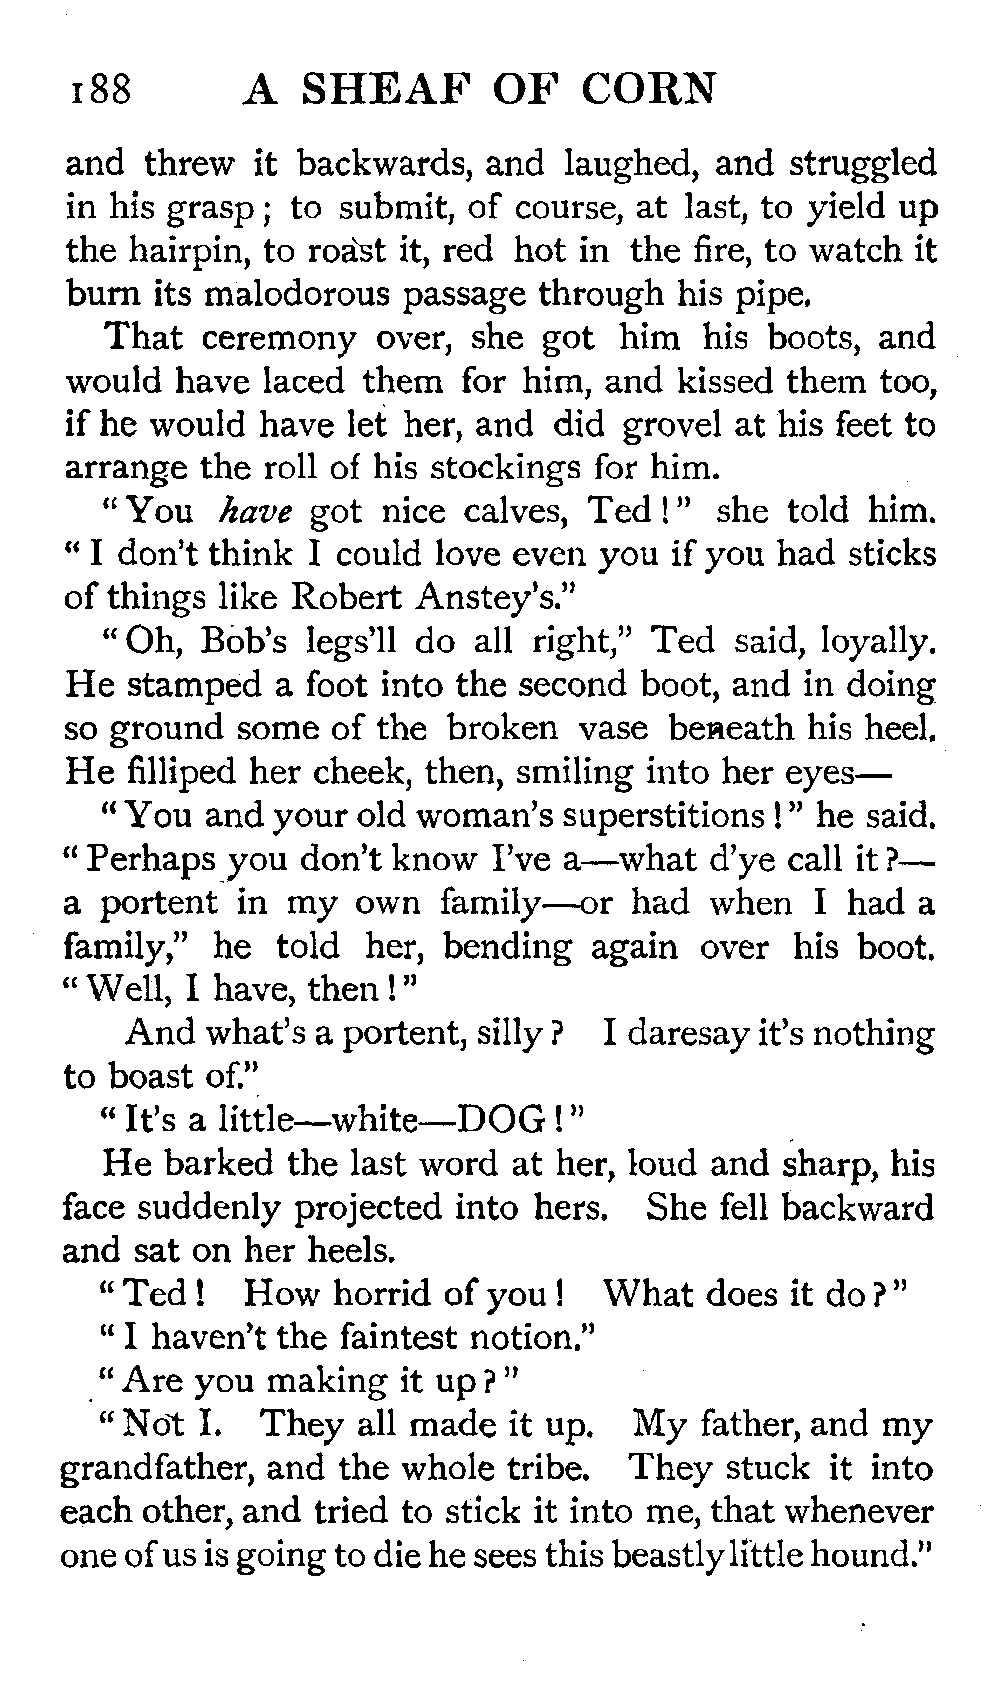 188 A SHEAF OF CORN
and threw it backwards, and laughed, and struggled
in his grasp; to submit, of course, at last, to yield up
the hairpin, to roast it, red hot in the fire, to watch it
burn its malodorous passage through his pipe.
That ceremony over, she got him his boots, and
would have laced them for him, and kissed them too,
if he would have let her, and did grovel at his feet to
arrange the roll of his stockings for him.
"You have got nice calves, Ted!" she told him.
"I don't think I could love even you if you had sticks
of things like Robert Anstey's."
"Oh, Bob's legs'll do all right," Ted said, loyally.
He stamped a foot into the second boot, and in doing
so ground some of the broken vase beneath his heel.
He filliped her cheek, then, smiling into her eyes—
"You and your old woman's superstitions!" he said.
"Perhaps you don't know I've a—what d'ye call it?—
a portent in my own family—or had when I had a
family," he told her, bending again over his boot.
"Well, I have, then!"
And what's a portent, silly? I daresay it's nothing
to boast of."
"It's a little—white—DOG!"
He barked the last word at her, loud and sharp, his
face suddenly projected into hers. She fell backward
and sat on her heels.
"Ted! How horrid of you! What does it do?"
"I haven't the faintest notion."
"Are you making it up?"
"Not I. They all made it up. My father, and my
grandfather, and the whole tribe. They stuck it into
each other, and tried to stick it into me, that whenever
one of us is going to die he sees this beastly little hound."